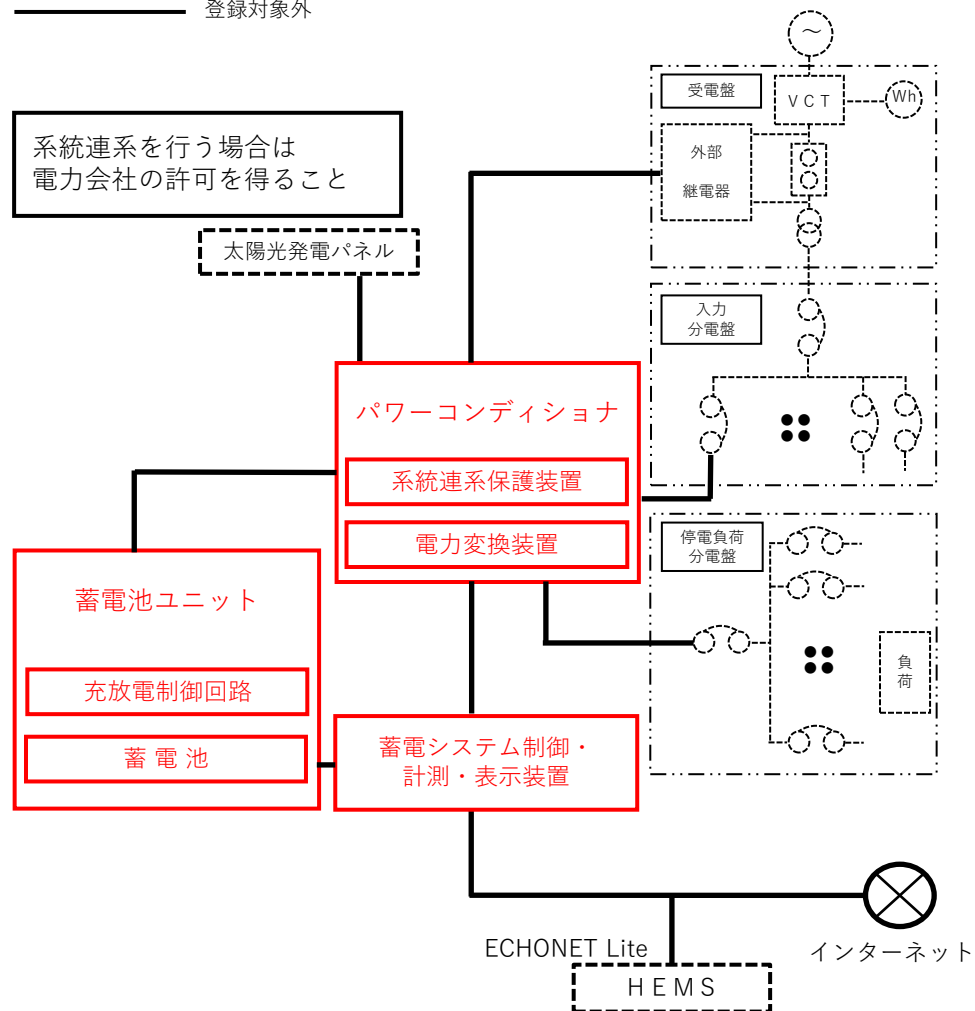 登録対象外
～
受電盤
ＶＣＴ
Wh
系統連系を行う場合は
電力会社の許可を得ること
外部
継電器
太陽光発電パネル
入力
分電盤
パワーコンディショナ
系統連系保護装置
電力変換装置
停電負荷
分電盤
蓄電池ユニット
負
荷
充放電制御回路
蓄 電 池
蓄電システム制御・
計測・表示装置
ECHONET Lite
インターネット
ＨＥＭＳ